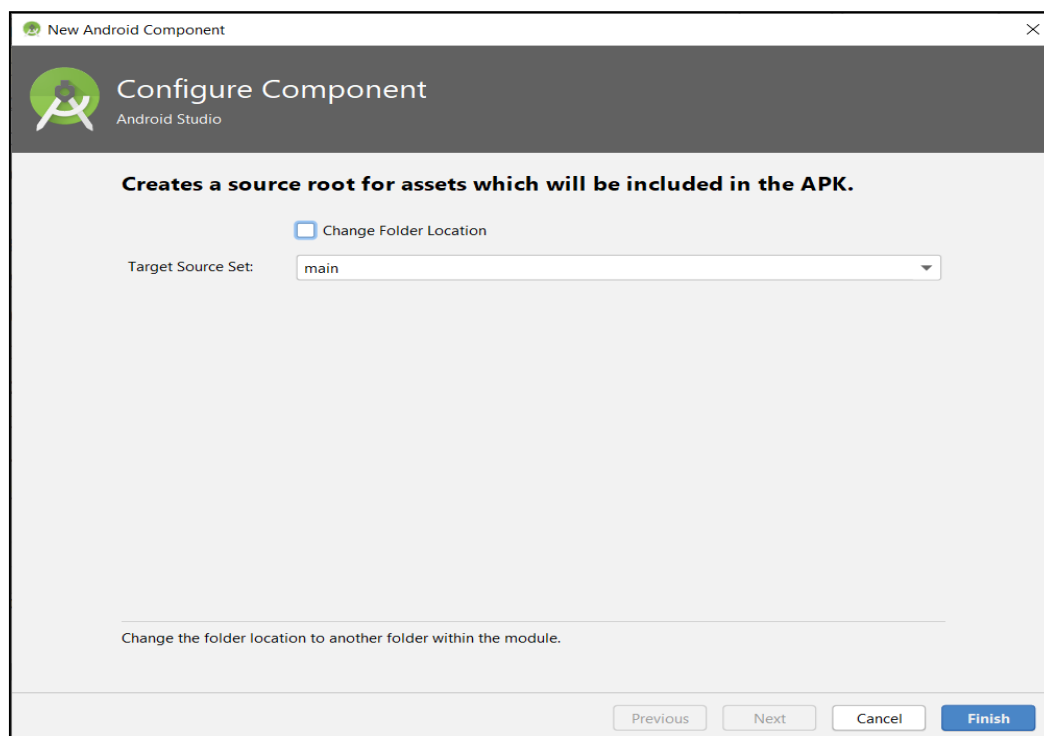 New Android Component
Configure Component
Android Studio
Creates a source root for assets which will be included in the APK.
Change Folder Location
Target Source Set: main
Change the folder location to another folder within the module.
Previous Next Cancel Finish